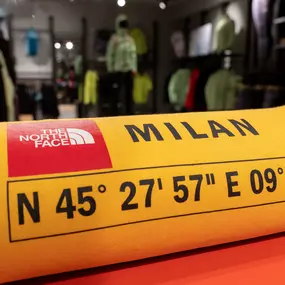 THE
NORTH
FACE
MILAN
N 45° 27' 57" E 09°